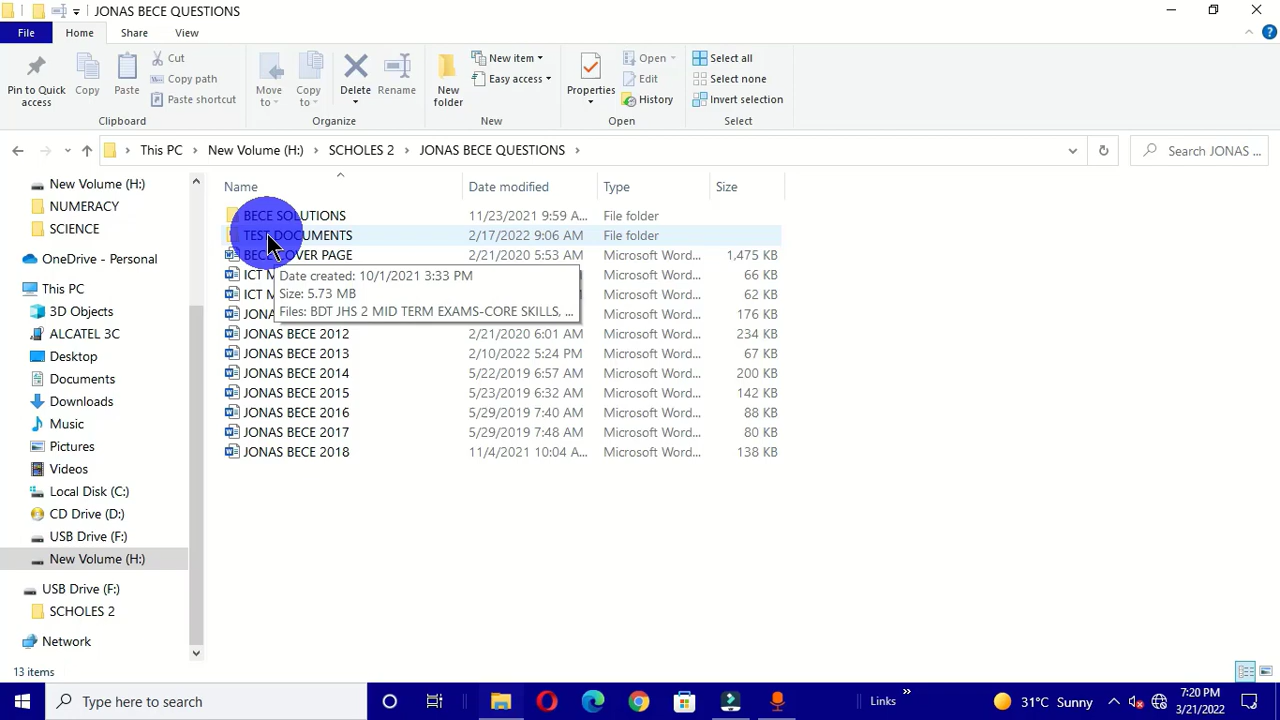 JONAS BECE QUESTIONS
File Home Share View
Pin to Quick access
Copy
Paste
Cut
Copy path
Paste shortcut
Clipboard
Move to
Copy to
Delete
Rename
Organize
New folder
New item
Easy access
New
Properties
Open
Edit
History
Open
Select all
Select none
Invert selection
Select
This PC New Volume (H:) SCHOLES 2 JONAS BECE QUESTIONS
Search JONAS ...
New Volume (H:)
NUMERACY
SCIENCE
OneDrive - Personal
This PC
3D Objects
ALCATEL 3C
Desktop
Documents
Downloads
Music
Pictures
Videos
Local Disk (C:)
CD Drive (D:)
USB Drive (F:)
New Volume (H:)
USB Drive (F:)
SCHOLES 2
Network
Name Date modified Type Size
BECE SOLUTIONS 11/23/2021 9:59 A... File folder
TEST DOCUMENTS 2/17/2022 9:06 AM File folder
BECE COVER PAGE 2/21/2020 5:53 AM Microsoft Word... 1,475 KB
ICT Microsoft Word... 66 KB
ICT Microsoft Word... 62 KB
Microsoft Word... 176 KB
Date created: 10/1/2021 3:33 PM
Size: 5.73 MB
Files: BDT JHS 2 MID TERM EXAMS-CORE SKILLS, ...
JONAS BECE 2012 2/21/2020 6:01 AM Microsoft Word... 234 KB
JONAS BECE 2013 2/10/2022 5:24 PM Microsoft Word... 67 KB
JONAS BECE 2014 5/22/2019 6:57 AM Microsoft Word... 200 KB
JONAS BECE 2015 5/23/2019 6:32 AM Microsoft Word... 142 KB
JONAS BECE 2016 5/29/2019 7:40 AM Microsoft Word... 88 KB
JONAS BECE 2017 5/29/2019 7:48 AM Microsoft Word... 80 KB
JONAS BECE 2018 11/4/2021 10:04 A... Microsoft Word... 138 KB
13 items
Type here to search
Links
31°C Sunny
7:20 PM
3/21/2022